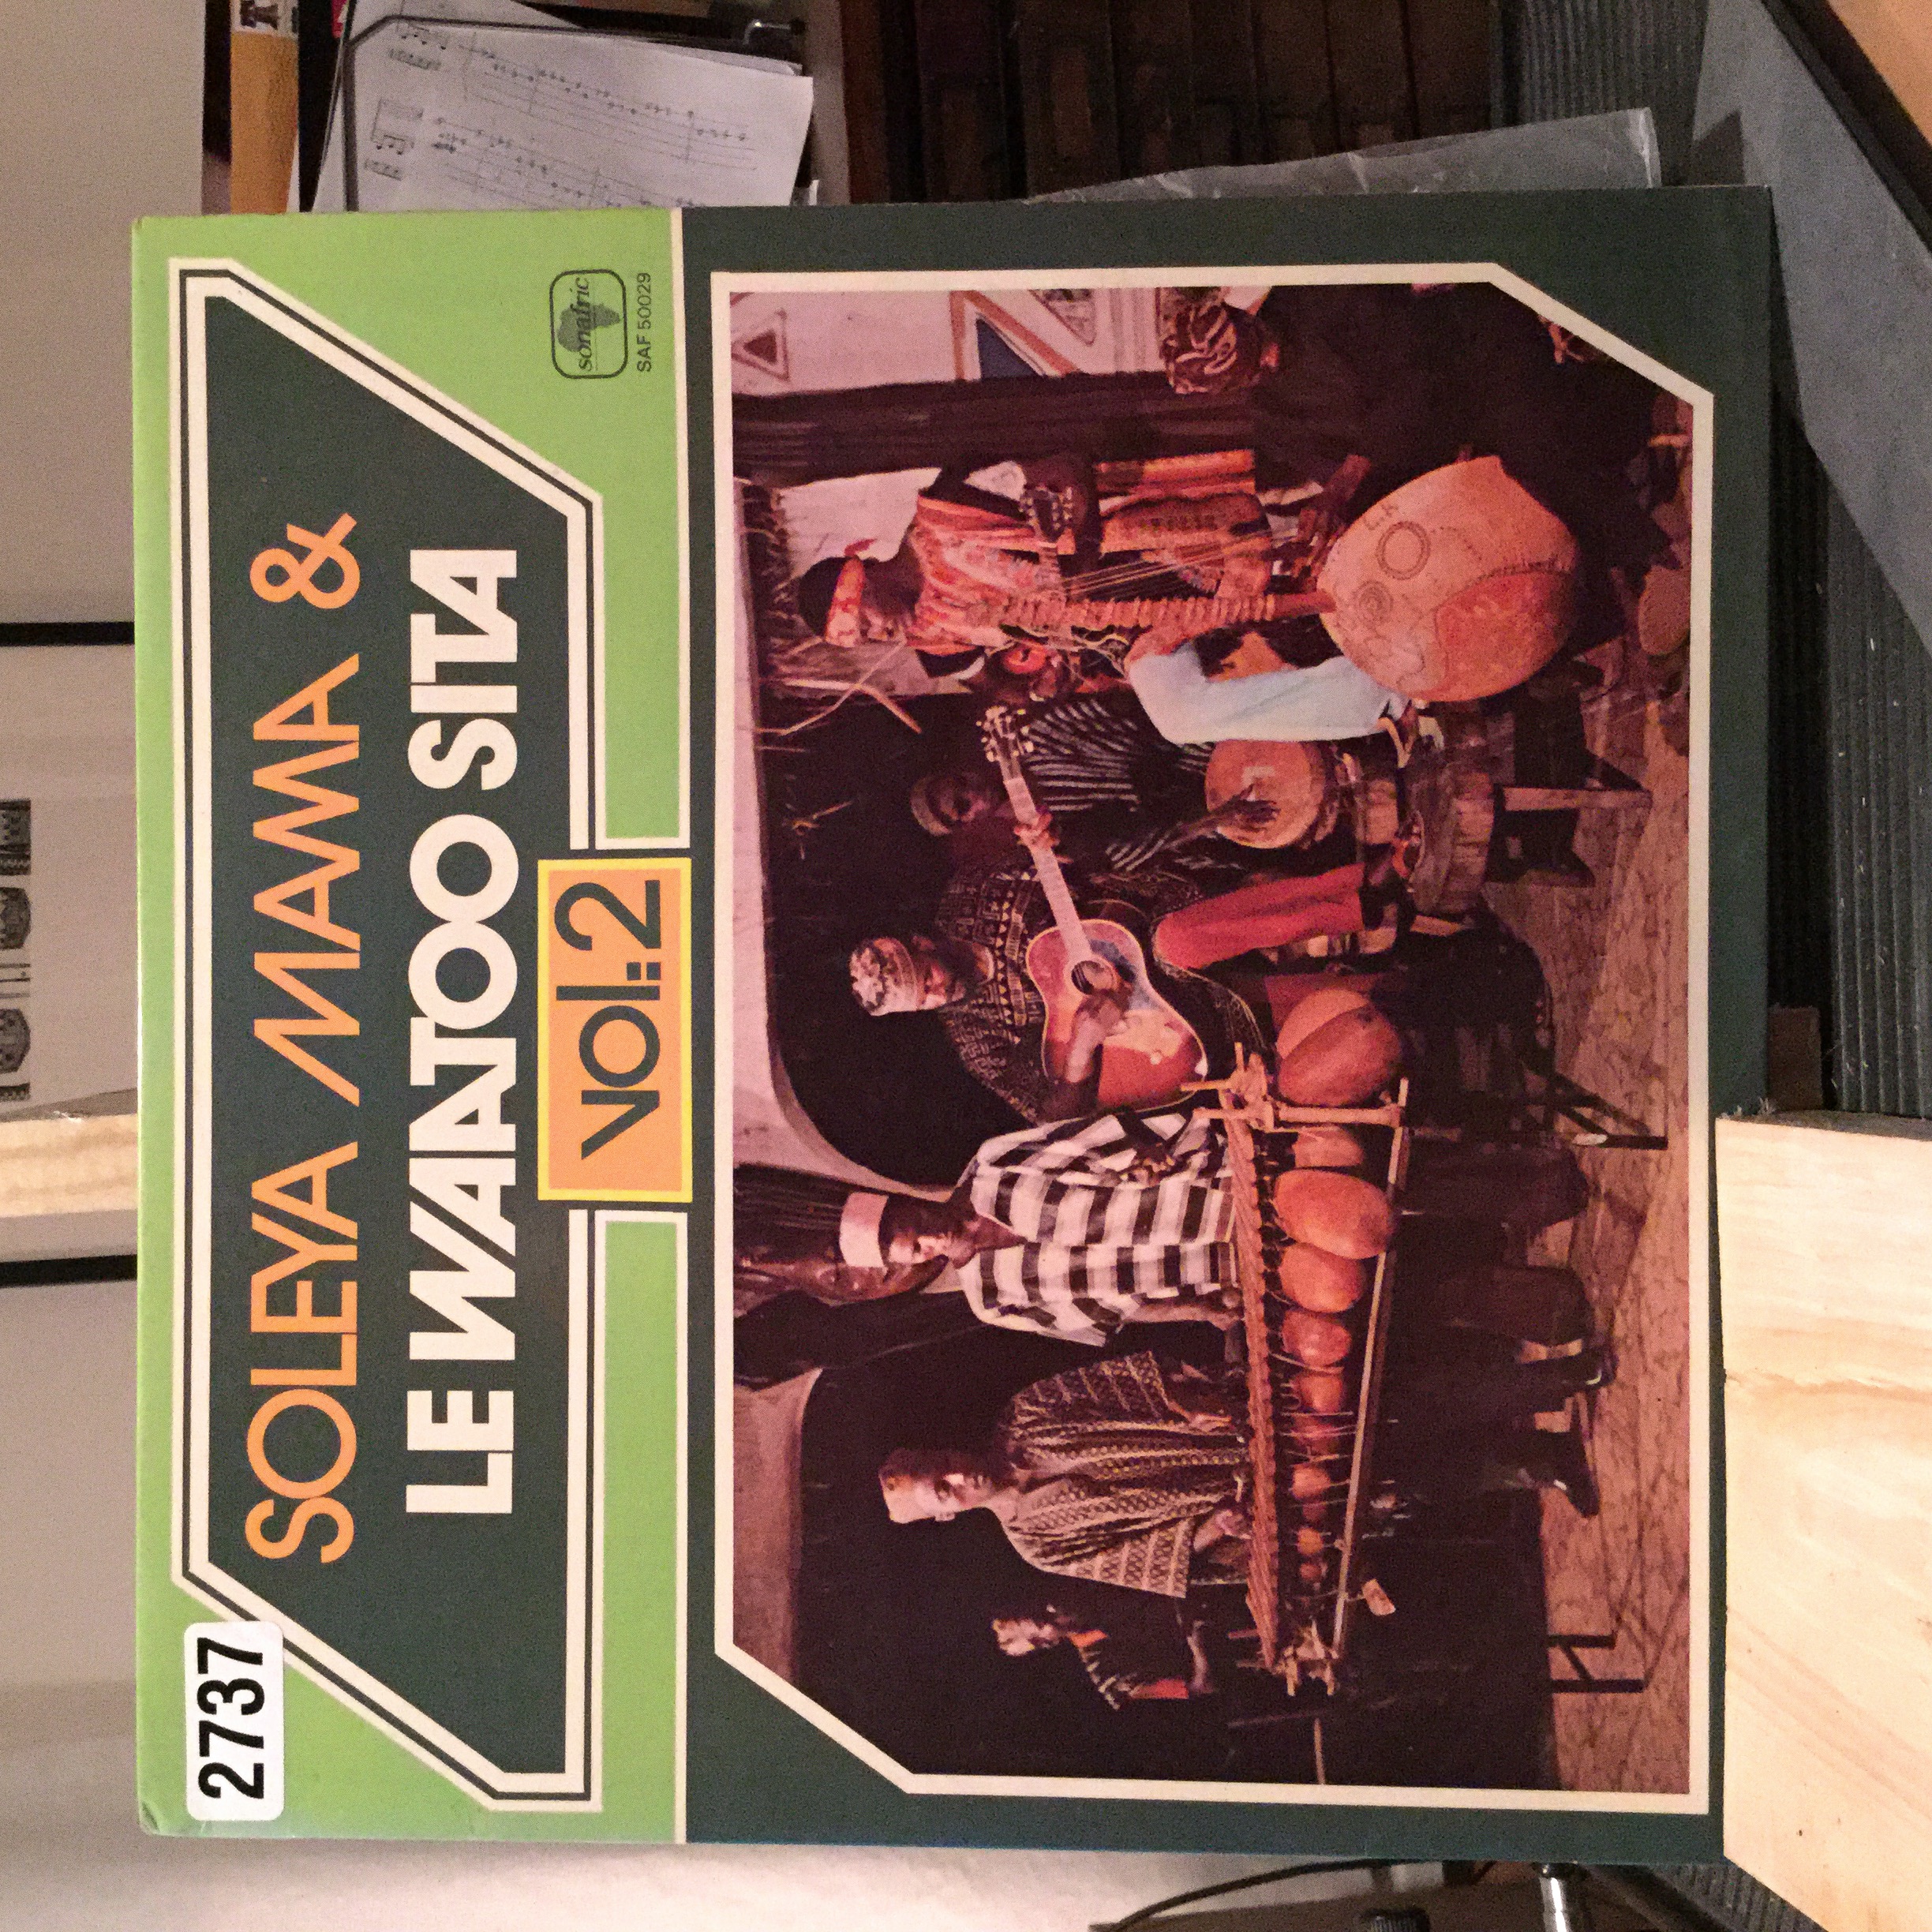 2737
SOLEYA MAMA &
LE WATOO SITA
VOL:2
sonafric
SAF 50029